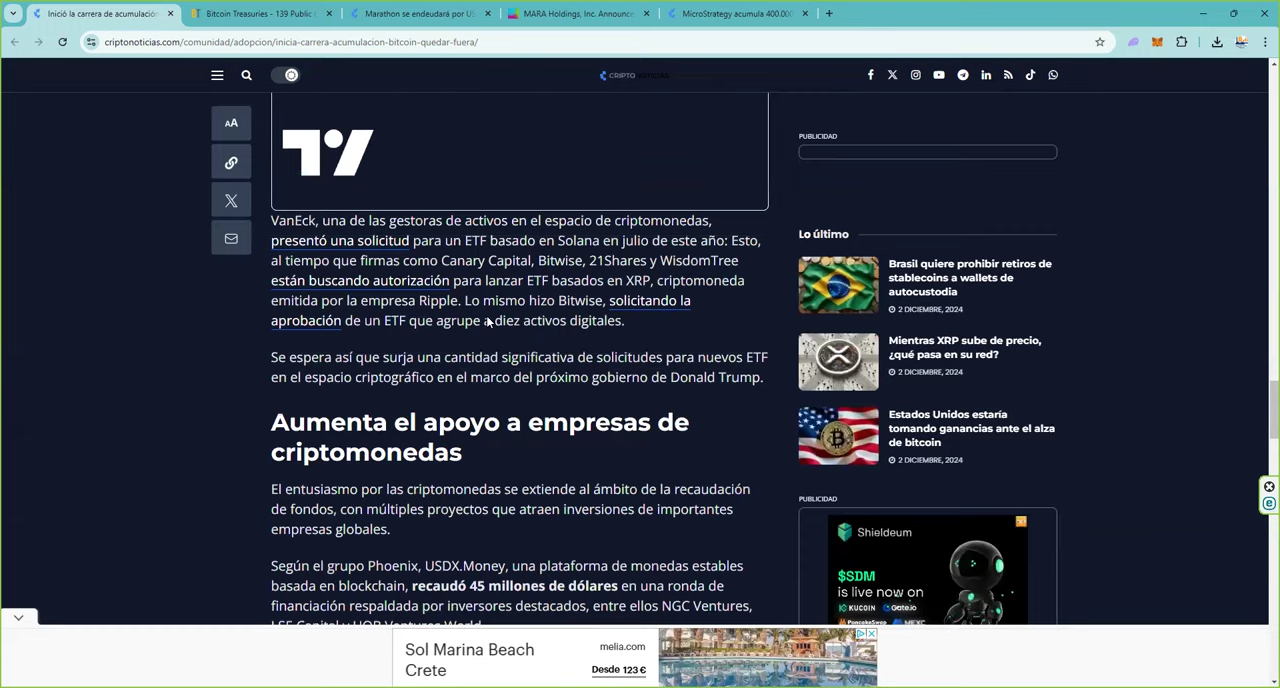 Inició la carrera de acumulació
Bitcoin Treasuries - 139 Public C
Marathon se endeudará por US
MARA Holdings, Inc. Announce
MicroStrategy acumula 400.000
criptonoticias.com/comunidad/adopcion/inicia-carrera-acumulacion-bitcoin-quedar-fuera/
CRIPTONOTICIAS
AA
VanEck, una de las gestoras de activos en el espacio de criptomonedas,
presentó una solicitud para un ETF basado en Solana en julio de este año: Esto,
al tiempo que firmas como Canary Capital, Bitwise, 21Shares y WisdomTree
están buscando autorización para lanzar ETF basados en XRP, criptomoneda
emitida por la empresa Ripple. Lo mismo hizo Bitwise, solicitando la
aprobación de un ETF que agrupe a diez activos digitales.
Se espera así que surja una cantidad significativa de solicitudes para nuevos ETF
en el espacio criptográfico en el marco del próximo gobierno de Donald Trump.
Aumenta el apoyo a empresas de
criptomonedas
El entusiasmo por las criptomonedas se extiende al ámbito de la recaudación
de fondos, con múltiples proyectos que atraen inversiones de importantes
empresas globales.
Según el grupo Phoenix, USDX.Money, una plataforma de monedas estables
basada en blockchain, recaudó 45 millones de dólares en una ronda de
financiación respaldada por inversores destacados, entre ellos NGC Ventures,
PUBLICIDAD
Lo último
Brasil quiere prohibir retiros de
stablecoins a wallets de
autocustodia
2 DICIEMBRE, 2024
Mientras XRP sube de precio,
¿qué pasa en su red?
2 DICIEMBRE, 2024
Estados Unidos estaría
tomando ganancias ante el alza
de bitcoin
2 DICIEMBRE, 2024
PUBLICIDAD
Shieldeum
$SDM
is live now on
KUCOIN Gate.io
PancakeSwap MEXC
Sol Marina Beach
Crete
melia.com
Desde 123 €